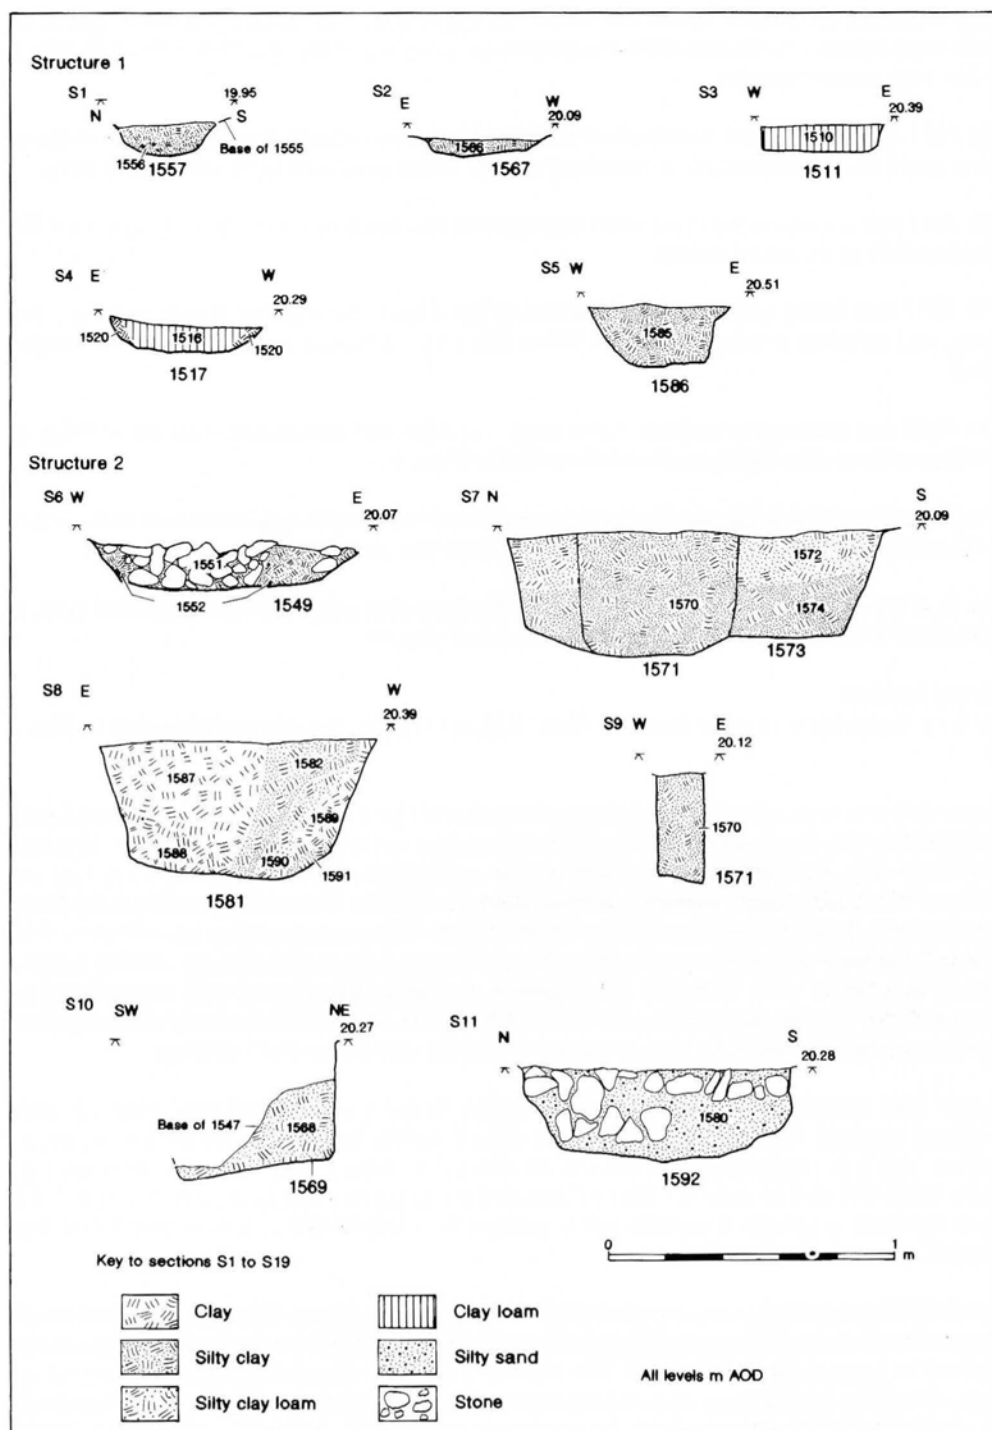 Structure 1
S1 19.95
N S
1556 Base of 1555
1557
S2 E W
20.09
1566
1567
S3 W E
20.39
1510
1511
S4 E W
20.29
1520 1516 1520
1517
S5 W E
20.51
1585
1586
Structure 2
S6 W E
20.07
1551
1552 1549
S7 N S
20.09
1572
1570 1574
1571 1573
S8 E W
20.39
1587 1582
1589
1588 1590 1591
1581
S9 W E
20.12
1570
1571
S10 SW NE
20.27
Base of 1547 1568
1569
S11 N S
20.28
1580
1592
Key to sections S1 to S19
0 1
m
Clay Clay loam
Silty clay Silty sand
Silty clay loam Stone
All levels m AOD